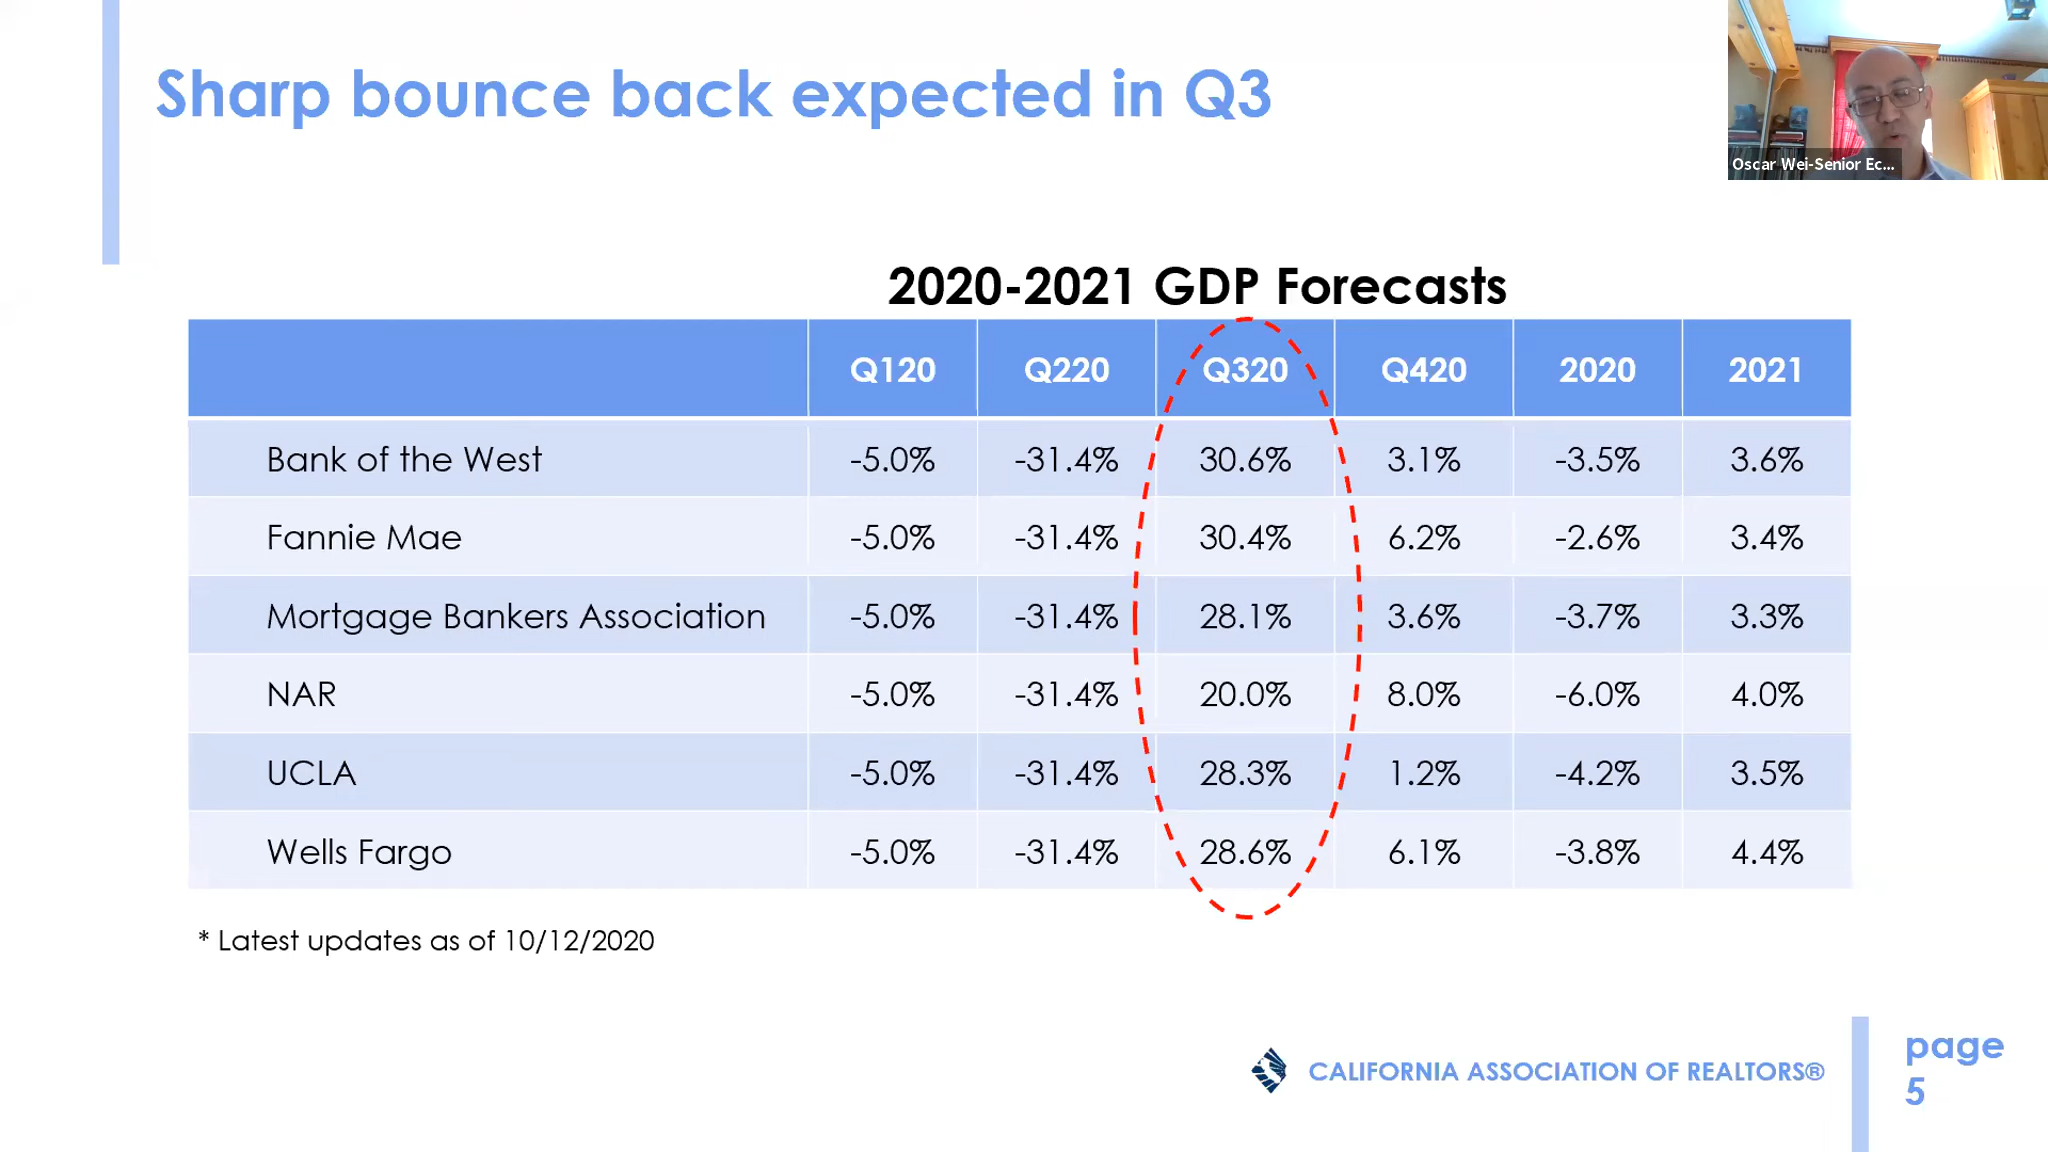 Sharp bounce back expected in Q3
Oscar Wei-Senior Ec...
2020-2021 GDP Forecasts
Q120 Q220 Q320 Q420 2020 2021
Bank of the West -5.0% -31.4% 30.6% 3.1% -3.5% 3.6%
Fannie Mae -5.0% -31.4% 30.4% 6.2% -2.6% 3.4%
Mortgage Bankers Association -5.0% -31.4% 28.1% 3.6% -3.7% 3.3%
NAR -5.0% -31.4% 20.0% 8.0% -6.0% 4.0%
UCLA -5.0% -31.4% 28.3% 1.2% -4.2% 3.5%
Wells Fargo -5.0% -31.4% 28.6% 6.1% -3.8% 4.4%
* Latest updates as of 10/12/2020
CALIFORNIA ASSOCIATION OF REALTORS®
page
5